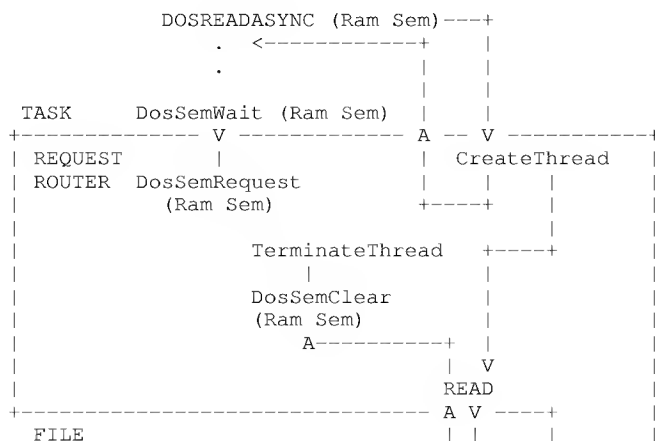 DOSREADASYNC (Ram Sem)
TASK DosSemWait (Ram Sem)
V A V
REQUEST CreateThread
ROUTER DosSemRequest
(Ram Sem)
TerminateThread
DosSemClear
(Ram Sem)
A
V
READ
A V
FILE